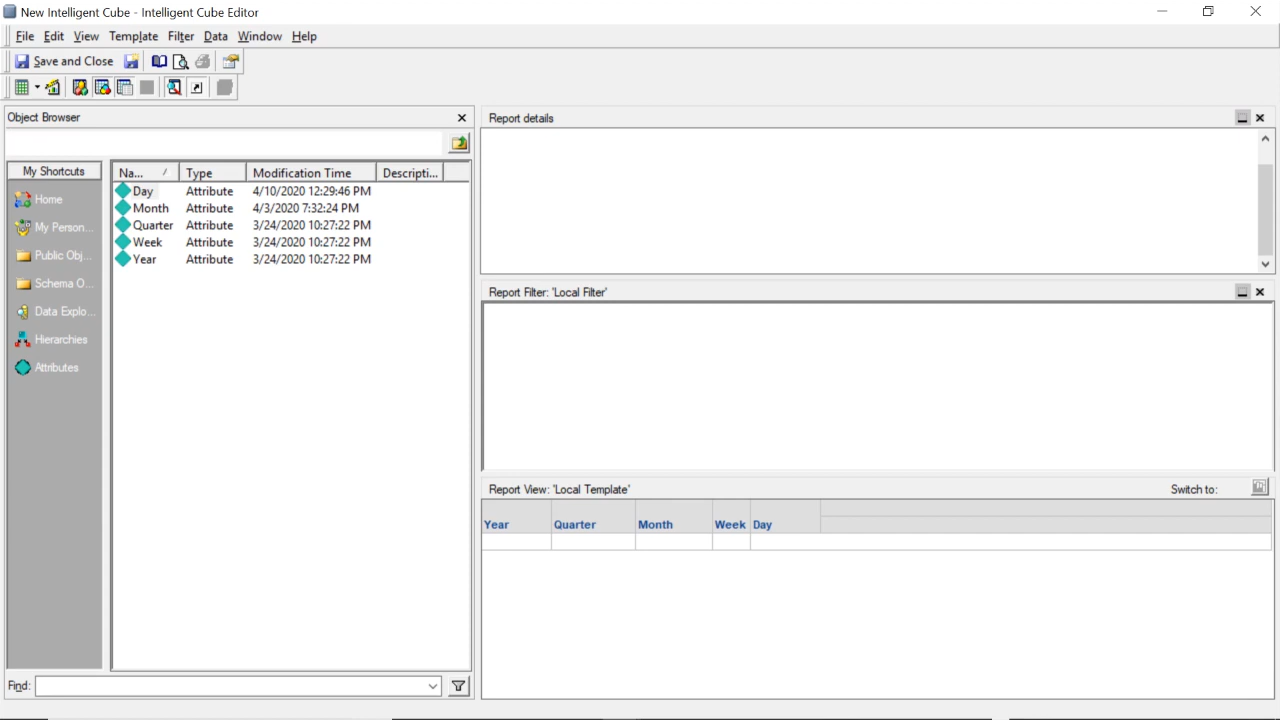 New Intelligent Cube - Intelligent Cube Editor
File Edit View Template Filter Data Window Help
Save and Close
Object Browser
Report details
My Shortcuts
Na... Type Modification Time Descripti...
Home
My Person...
Public Obj...
Schema O...
Data Explo...
Hierarchies
Attributes
Day Attribute 4/10/2020 12:29:46 PM
Month Attribute 4/3/2020 7:32:24 PM
Quarter Attribute 3/24/2020 10:27:22 PM
Week Attribute 3/24/2020 10:27:22 PM
Year Attribute 3/24/2020 10:27:22 PM
Report Filter: 'Local Filter'
Report View: 'Local Template' Switch to:
Year Quarter Month Week Day
Find: